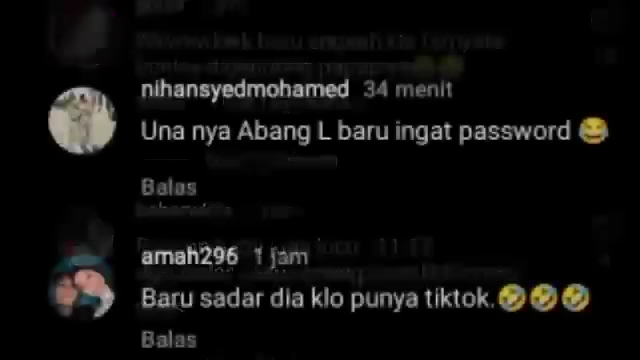 nihansyedmohamed 34 menit
Una nya Abang L baru ingat password 😂
Balas
amah296 1 jam
Baru sadar dia klo punya tiktok.🤣🤣🤣
Balas